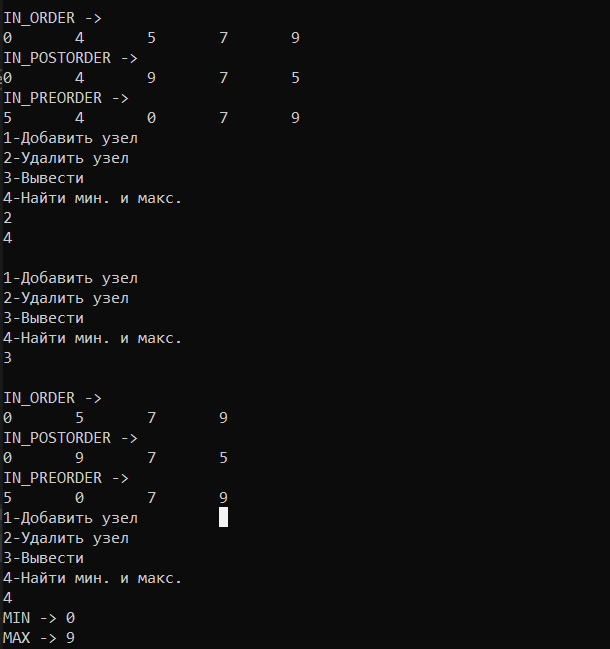 IN_ORDER ->
0 4 5 7 9
IN_POSTORDER ->
0 4 9 7 5
IN_PREORDER ->
5 4 0 7 9
1-Добавить узел
2-Удалить узел
3-Вывести
4-Найти мин. и макс.
2
4
1-Добавить узел
2-Удалить узел
3-Вывести
4-Найти мин. и макс.
3
IN_ORDER ->
0 5 7 9
IN_POSTORDER ->
0 9 7 5
IN_PREORDER ->
5 0 7 9
1-Добавить узел
2-Удалить узел
3-Вывести
4-Найти мин. и макс.
4
MIN -> 0
MAX -> 9